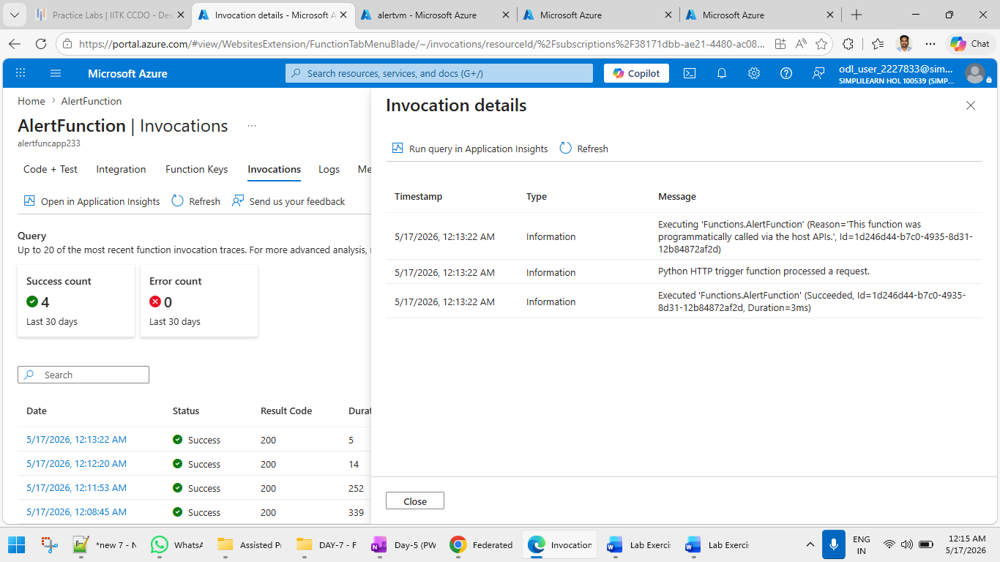 Practice Labs | IITK CCDO - Des
Invocation details - Microsoft A
alertvm - Microsoft Azure
Microsoft Azure
Microsoft Azure
https://portal.azure.com/#view/WebsitesExtension/FunctionTabMenuBlade/~/invocations/resourceId/%2Fsubscriptions%2F38171dbb-ae21-4480-ac08...
Chat
Microsoft Azure
Search resources, services, and docs (G+/)
Copilot
odl_user_2227833@sim...
SIMPLILEARN HOL 100539 (SIMP...
Home > AlertFunction
AlertFunction | Invocations ...
alertfuncapp233
Code + Test Integration Function Keys Invocations Logs Me
Open in Application Insights Refresh Send us your feedback
Query
Up to 20 of the most recent function invocation traces. For more advanced analysis,
Success count
4
Last 30 days
Error count
0
Last 30 days
Search
Date Status Result Code Durat
5/17/2026, 12:13:22 AM Success 200 5
5/17/2026, 12:12:20 AM Success 200 14
5/17/2026, 12:11:53 AM Success 200 252
5/17/2026, 12:08:45 AM Success 200 339
Invocation details
Run query in Application Insights Refresh
Timestamp Type Message
5/17/2026, 12:13:22 AM Information Executing 'Functions.AlertFunction' (Reason='This function was
programmatically called via the host APIs.', Id=1d246d44-b7c0-4935-8d31-
12b84872af2d)
5/17/2026, 12:13:22 AM Information Python HTTP trigger function processed a request.
5/17/2026, 12:13:22 AM Information Executed 'Functions.AlertFunction' (Succeeded, Id=1d246d44-b7c0-4935-
8d31-12b84872af2d, Duration=3ms)
Close
*new 7 - N
WhatsA
Assisted Pr
DAY-7 - F
Day-5 (PW
Federated
Invocation
Lab Exerci
Lab Exerci
ENG
IN
12:15 AM
5/17/2026